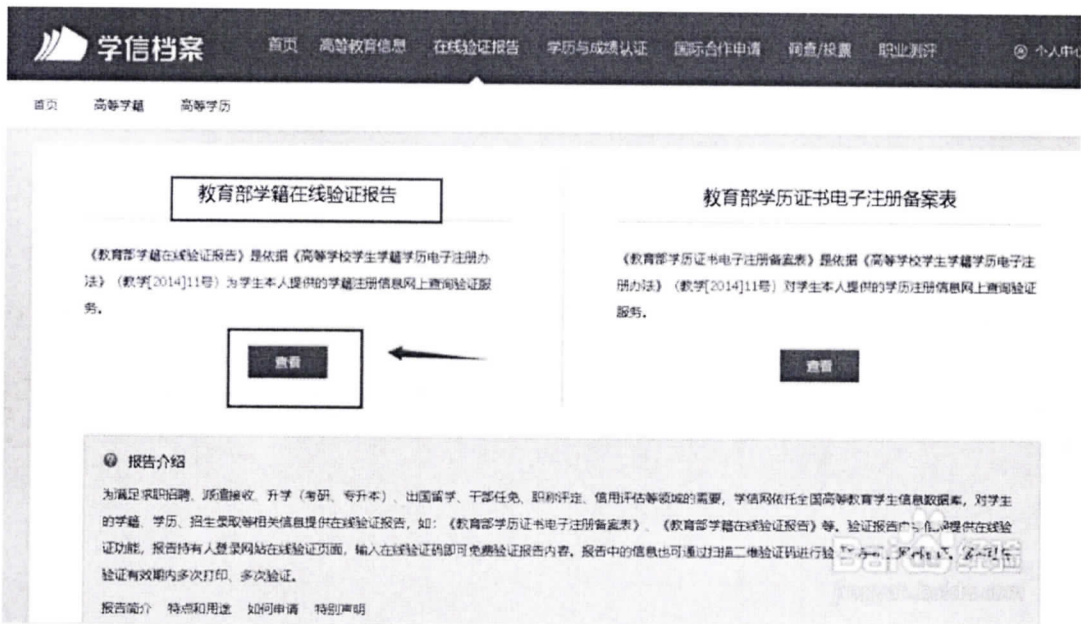 学信档案 首页 高等教育信息 在线验证报告 学历与成绩认证 国际合作申请 调查/投票 职业测评 个人中心
首页 高等学籍 高等学历
教育部学籍在线验证报告
《教育部学籍在线验证报告》是依据《高等学校学生学籍学历电子注册办
法》（教学[2014]11号）为学生本人提供的学籍注册信息网上查询验证服
务。
查看
教育部学历证书电子注册备案表
《教育部学历证书电子注册备案表》是依据《高等学校学生学籍学历电子注
册办法》（教学[2014]11号）对学生本人提供的学历注册信息网上查询验证
服务。
查看
报告介绍
为满足求职招聘、派遣接收、升学（考研、专升本）、出国留学、干部任免、职称评定、信用评估等领域的需要，学信网依托全国高等教育学生信息数据库，对学生
的学籍、学历、招生录取等相关信息提供在线验证报告，如：《教育部学历证书电子注册备案表》、《教育部学籍在线验证报告》等。验证报告由学信网提供在线验
证功能，报告持有人登录网站在线验证页面，输入在线验证码即可免费验证报告内容。报告中的信息也可通过扫描二维验证码进行验
验证有效期内多次打印、多次验证。
报告简介 特点和用途 如何申请 特别声明
Baidu 经验